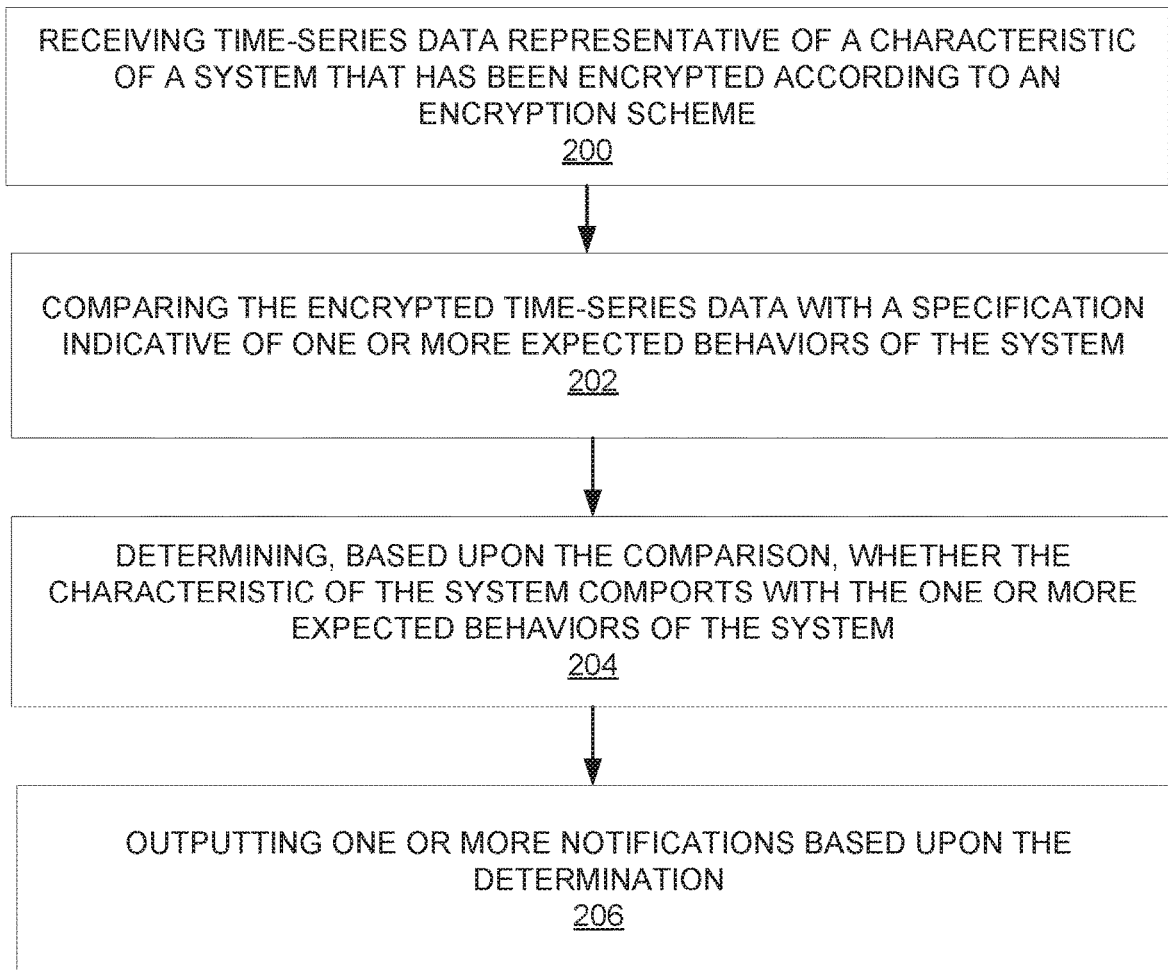 RECEIVING TIME-SERIES DATA REPRESENTATIVE OF A CHARACTERISTIC
OF A SYSTEM THAT HAS BEEN ENCRYPTED ACCORDING TO AN
ENCRYPTION SCHEME
200
COMPARING THE ENCRYPTED TIME-SERIES DATA WITH A SPECIFICATION
INDICATIVE OF ONE OR MORE EXPECTED BEHAVIORS OF THE SYSTEM
202
DETERMINING, BASED UPON THE COMPARISON, WHETHER THE
CHARACTERISTIC OF THE SYSTEM COMPORTS WITH THE ONE OR MORE
EXPECTED BEHAVIORS OF THE SYSTEM
204
OUTPUTTING ONE OR MORE NOTIFICATIONS BASED UPON THE
DETERMINATION
206